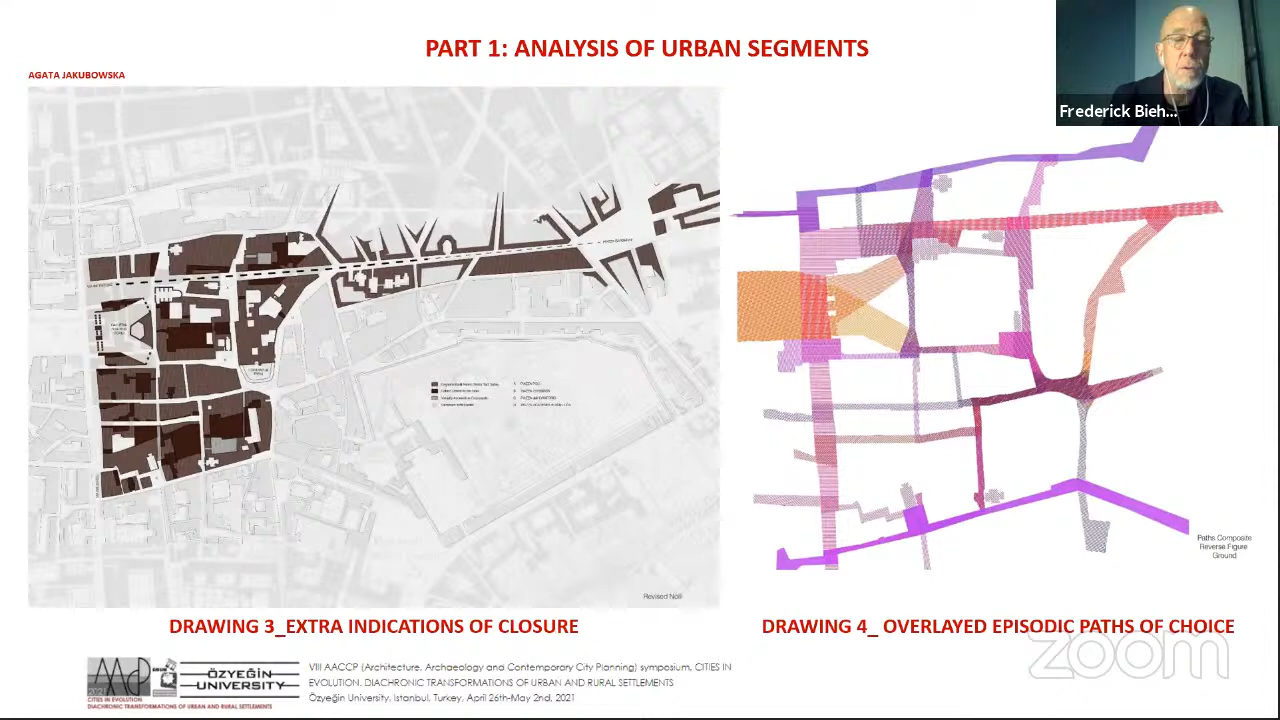 PART 1: ANALYSIS OF URBAN SEGMENTS
AGATA JAKUBOWSKA
Frederick Bieh...
Revised Nolli
Paths Composite
Reverse Figure
Ground
DRAWING 3_EXTRA INDICATIONS OF CLOSURE
DRAWING 4_ OVERLAYED EPISODIC PATHS OF CHOICE
zoom
AACCP
2021
CITIES IN EVOLUTION
DIACHRONIC TRANSFORMATIONS OF URBAN AND RURAL SETTLEMENTS
ÖZYEĞİN
UNIVERSITY
VIII AACCP (Architecture, Archaeology and Contemporary City Planning) symposium, CITIES IN
EVOLUTION. DIACHRONIC TRANSFORMATIONS OF URBAN AND RURAL SETTLEMENTS
Özyeğin University, Istanbul, Turkey, April 26th-May 2nd, 2021